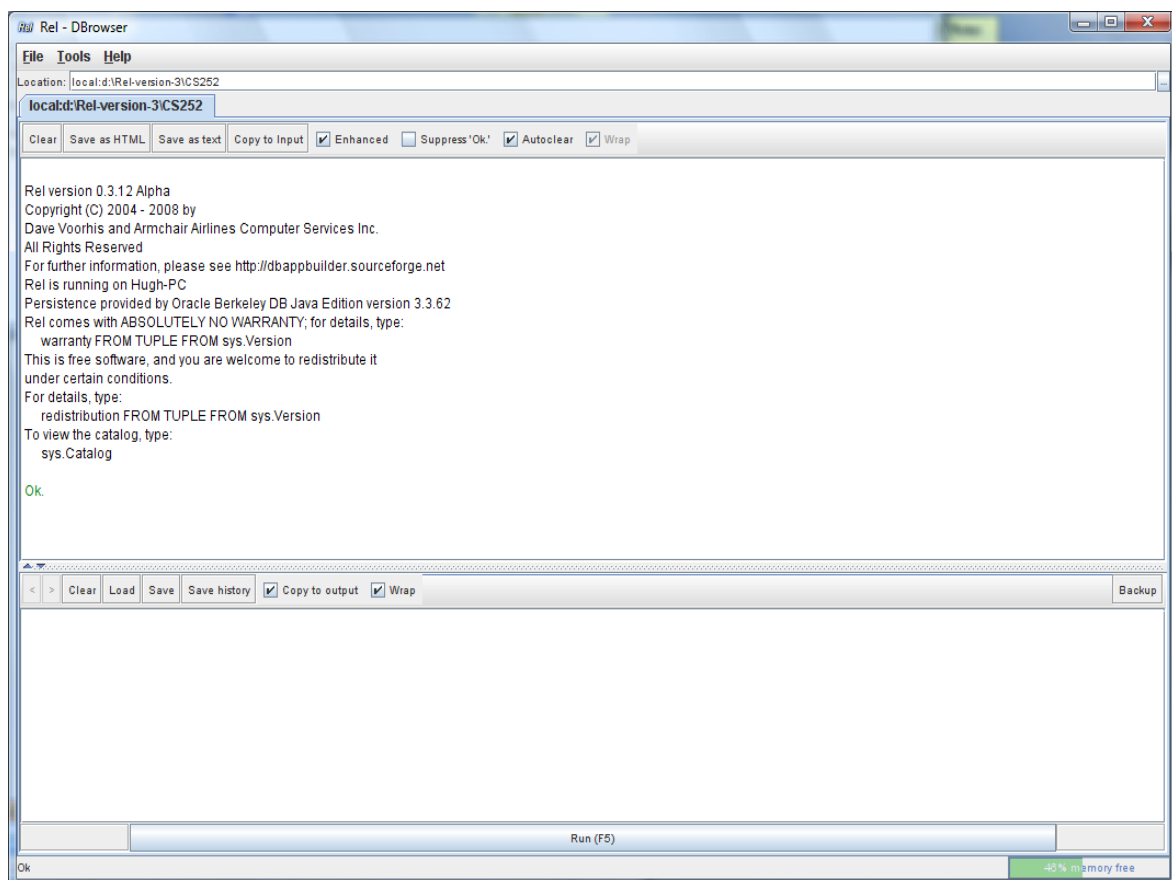 Rel Rel - DBrowser
File Tools Help
Location: local:d:\Rel-version-3\CS252 ...
local:d:\Rel-version-3\CS252
Clear Save as HTML Save as text Copy to Input Enhanced Suppress 'Ok.' Autoclear Wrap
Rel version 0.3.12 Alpha
Copyright (C) 2004 - 2008 by
Dave Voorhis and Armchair Airlines Computer Services Inc.
All Rights Reserved
For further information, please see http://dbappbuilder.sourceforge.net
Rel is running on Hugh-PC
Persistence provided by Oracle Berkeley DB Java Edition version 3.3.62
Rel comes with ABSOLUTELY NO WARRANTY; for details, type:
warranty FROM TUPLE FROM sys.Version
This is free software, and you are welcome to redistribute it
under certain conditions.
For details, type:
redistribution FROM TUPLE FROM sys.Version
To view the catalog, type:
sys.Catalog
Ok.
< > Clear Load Save Save history Copy to output Wrap Backup
Run (F5)
Ok 46% memory free